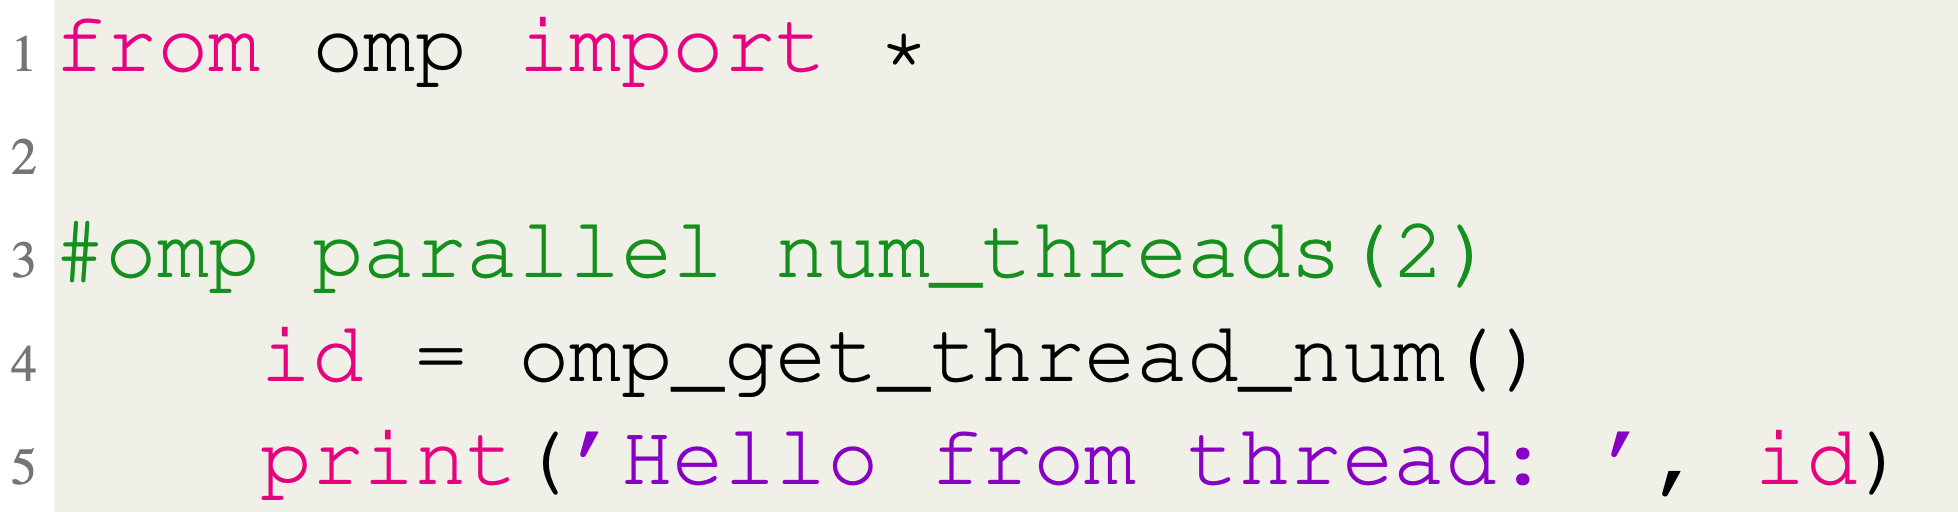 1 from omp import *
2
3 #omp parallel num_threads(2)
4     id = omp_get_thread_num()
5     print('Hello from thread: ', id)